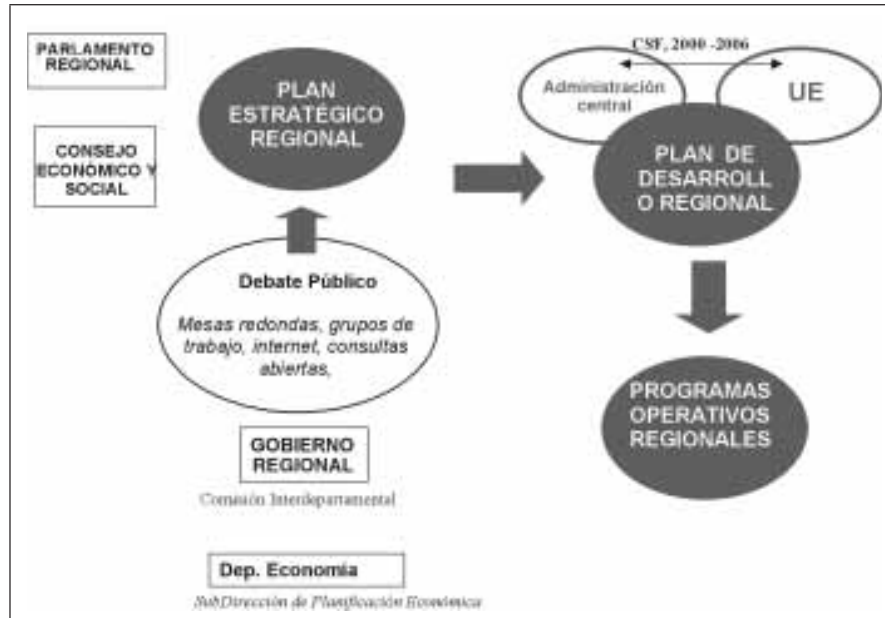 PARLAMENTO
REGIONAL
CONSEJO
ECONÓMICO Y
SOCIAL
PLAN
ESTRATÉGICO
REGIONAL
Debate Público
Mesas redondas, grupos de
trabajo, internet, consultas
abiertas,
GOBIERNO
REGIONAL
Comisión Interdepartamental
Dep. Economía
SubDirección de Planificación Económica
CSF, 2000 -2006
Administración
central
UE
PLAN DE
DESARROLL
O REGIONAL
PROGRAMAS
OPERATIVOS
REGIONALES